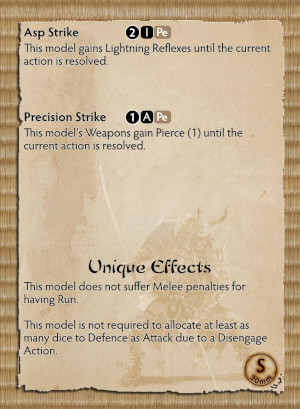 Asp Strike 2 I Pe
This model gains Lightning Reflexes until the current
action is resolved.
Precision Strike 1 A Pe
This model's Weapons gain Pierce (1) until the
current action is resolved.
Unique Effects
This model does not suffer Melee penalties for
having Run.
This model is not required to allocate at least as
many dice to Defence as Attack due to a Disengage
Action.
S
30mm